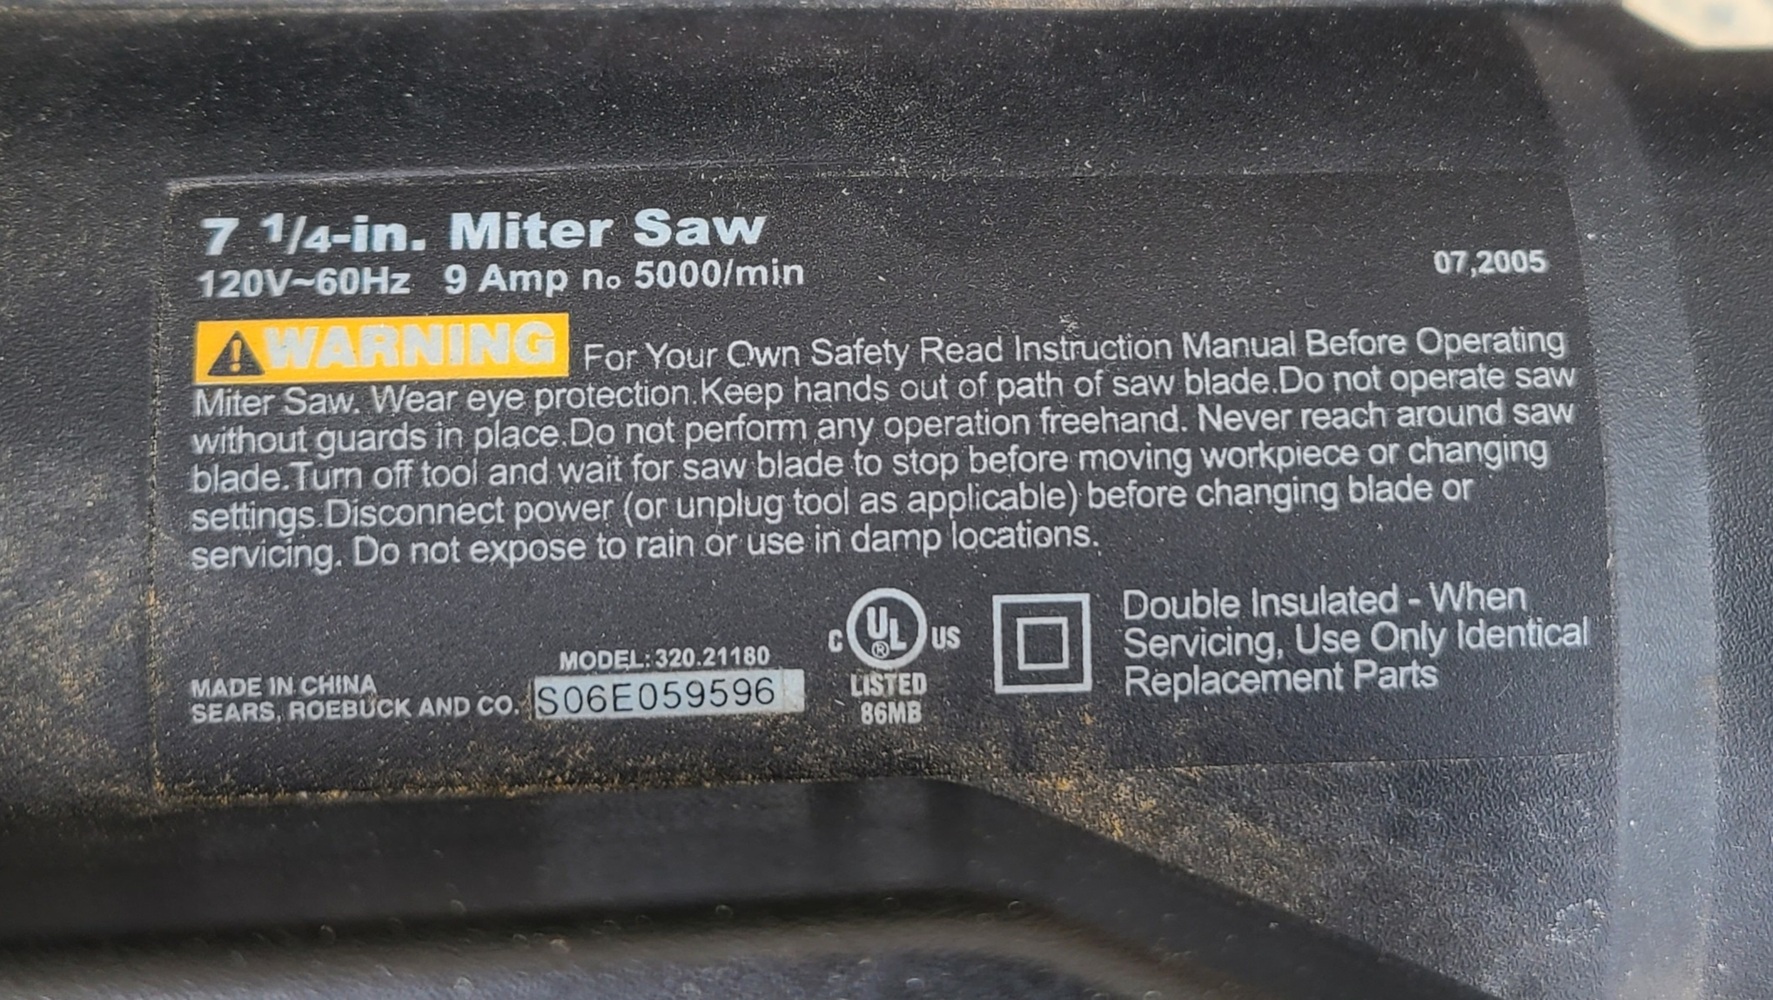 7 1/4-in. Miter Saw
120V~60Hz 9 Amp no 5000/min
07,2005
WARNING For Your Own Safety Read Instruction Manual Before Operating
Miter Saw. Wear eye protection.Keep hands out of path of saw blade.Do not operate saw
without guards in place.Do not perform any operation freehand. Never reach around saw
blade.Turn off tool and wait for saw blade to stop before moving workpiece or changing
settings.Disconnect power (or unplug tool as applicable) before changing blade or
servicing. Do not expose to rain or use in damp locations.
MODEL: 320.21180
MADE IN CHINA
SEARS, ROEBUCK AND CO. S06E059596
C UL ® US
LISTED
86MB
Double Insulated - When
Servicing, Use Only Identical
Replacement Parts